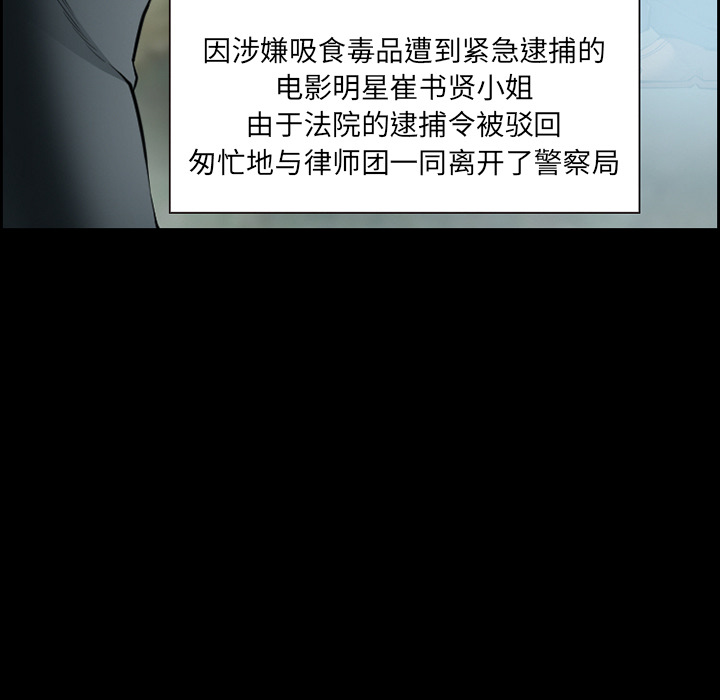 因涉嫌吸食毒品遭到紧急逮捕的
电影明星崔书贤小姐
由于法院的逮捕令被驳回
匆忙地与律师团一同离开了警察局